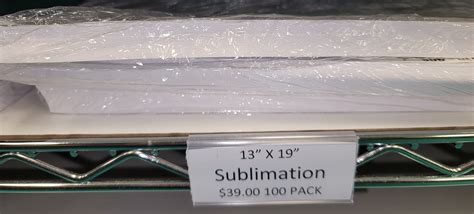 13" X 19"
Sublimation
$39.00 100 PACK